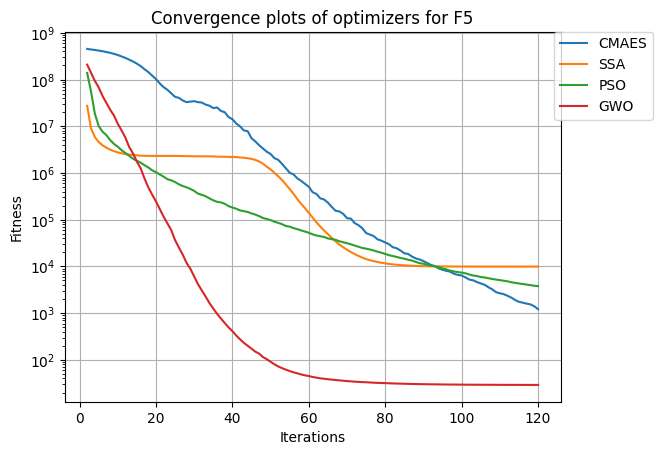 Convergence plots of optimizers for F5
CMAES
SSA
PSO
GWO
Fitness
10⁹
10⁸
10⁷
10⁶
10⁵
10⁴
10³
10²
0 20 40 60 80 100 120
Iterations